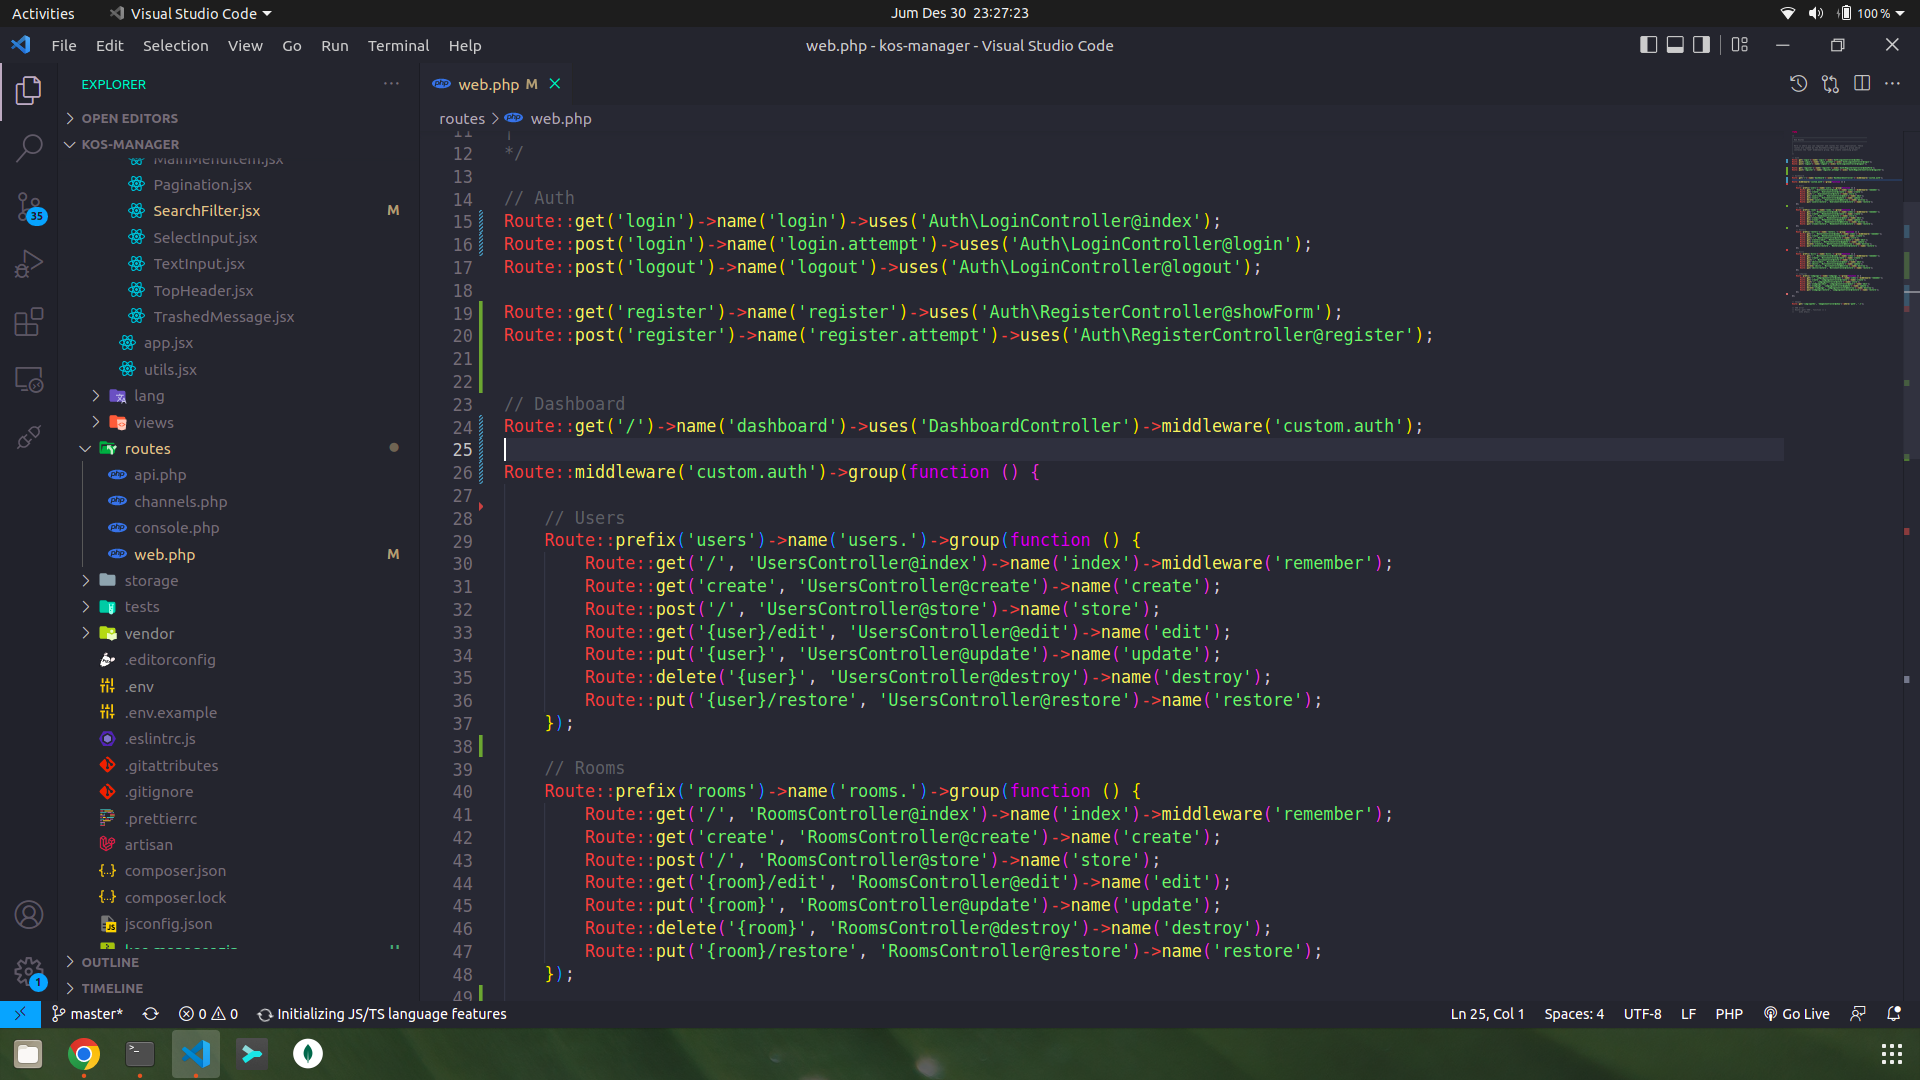 Activities
Visual Studio Code
Jum Des 30 23:27:23
100 %
File Edit Selection View Go Run Terminal Help
web.php - kos-manager - Visual Studio Code
EXPLORER
OPEN EDITORS
KOS-MANAGER
MainMenuItem.jsx
Pagination.jsx
SearchFilter.jsx M
SelectInput.jsx
TextInput.jsx
TopHeader.jsx
TrashedMessage.jsx
app.jsx
utils.jsx
lang
views
routes
api.php
channels.php
console.php
web.php M
storage
tests
vendor
.editorconfig
.env
.env.example
.eslintrc.js
.gitattributes
.gitignore
.prettierrc
artisan
composer.json
composer.lock
jsconfig.json
OUTLINE
TIMELINE
35
1
web.php M
routes > web.php
11 |
12 */
13
14 // Auth
15 Route::get('login')->name('login')->uses('Auth\LoginController@index');
16 Route::post('login')->name('login.attempt')->uses('Auth\LoginController@login');
17 Route::post('logout')->name('logout')->uses('Auth\LoginController@logout');
18
19 Route::get('register')->name('register')->uses('Auth\RegisterController@showForm');
20 Route::post('register')->name('register.attempt')->uses('Auth\RegisterController@register');
21
22
23 // Dashboard
24 Route::get('/')->name('dashboard')->uses('DashboardController')->middleware('custom.auth');
25
26 Route::middleware('custom.auth')->group(function () {
27
28 // Users
29 Route::prefix('users')->name('users.')->group(function () {
30 Route::get('/', 'UsersController@index')->name('index')->middleware('remember');
31 Route::get('create', 'UsersController@create')->name('create');
32 Route::post('/', 'UsersController@store')->name('store');
33 Route::get('{user}/edit', 'UsersController@edit')->name('edit');
34 Route::put('{user}', 'UsersController@update')->name('update');
35 Route::delete('{user}', 'UsersController@destroy')->name('destroy');
36 Route::put('{user}/restore', 'UsersController@restore')->name('restore');
37 });
38
39 // Rooms
40 Route::prefix('rooms')->name('rooms.')->group(function () {
41 Route::get('/', 'RoomsController@index')->name('index')->middleware('remember');
42 Route::get('create', 'RoomsController@create')->name('create');
43 Route::post('/', 'RoomsController@store')->name('store');
44 Route::get('{room}/edit', 'RoomsController@edit')->name('edit');
45 Route::put('{room}', 'RoomsController@update')->name('update');
46 Route::delete('{room}', 'RoomsController@destroy')->name('destroy');
47 Route::put('{room}/restore', 'RoomsController@restore')->name('restore');
48 });
49
master* 0 0 Initializing JS/TS language features
Ln 25, Col 1 Spaces: 4 UTF-8 LF PHP Go Live